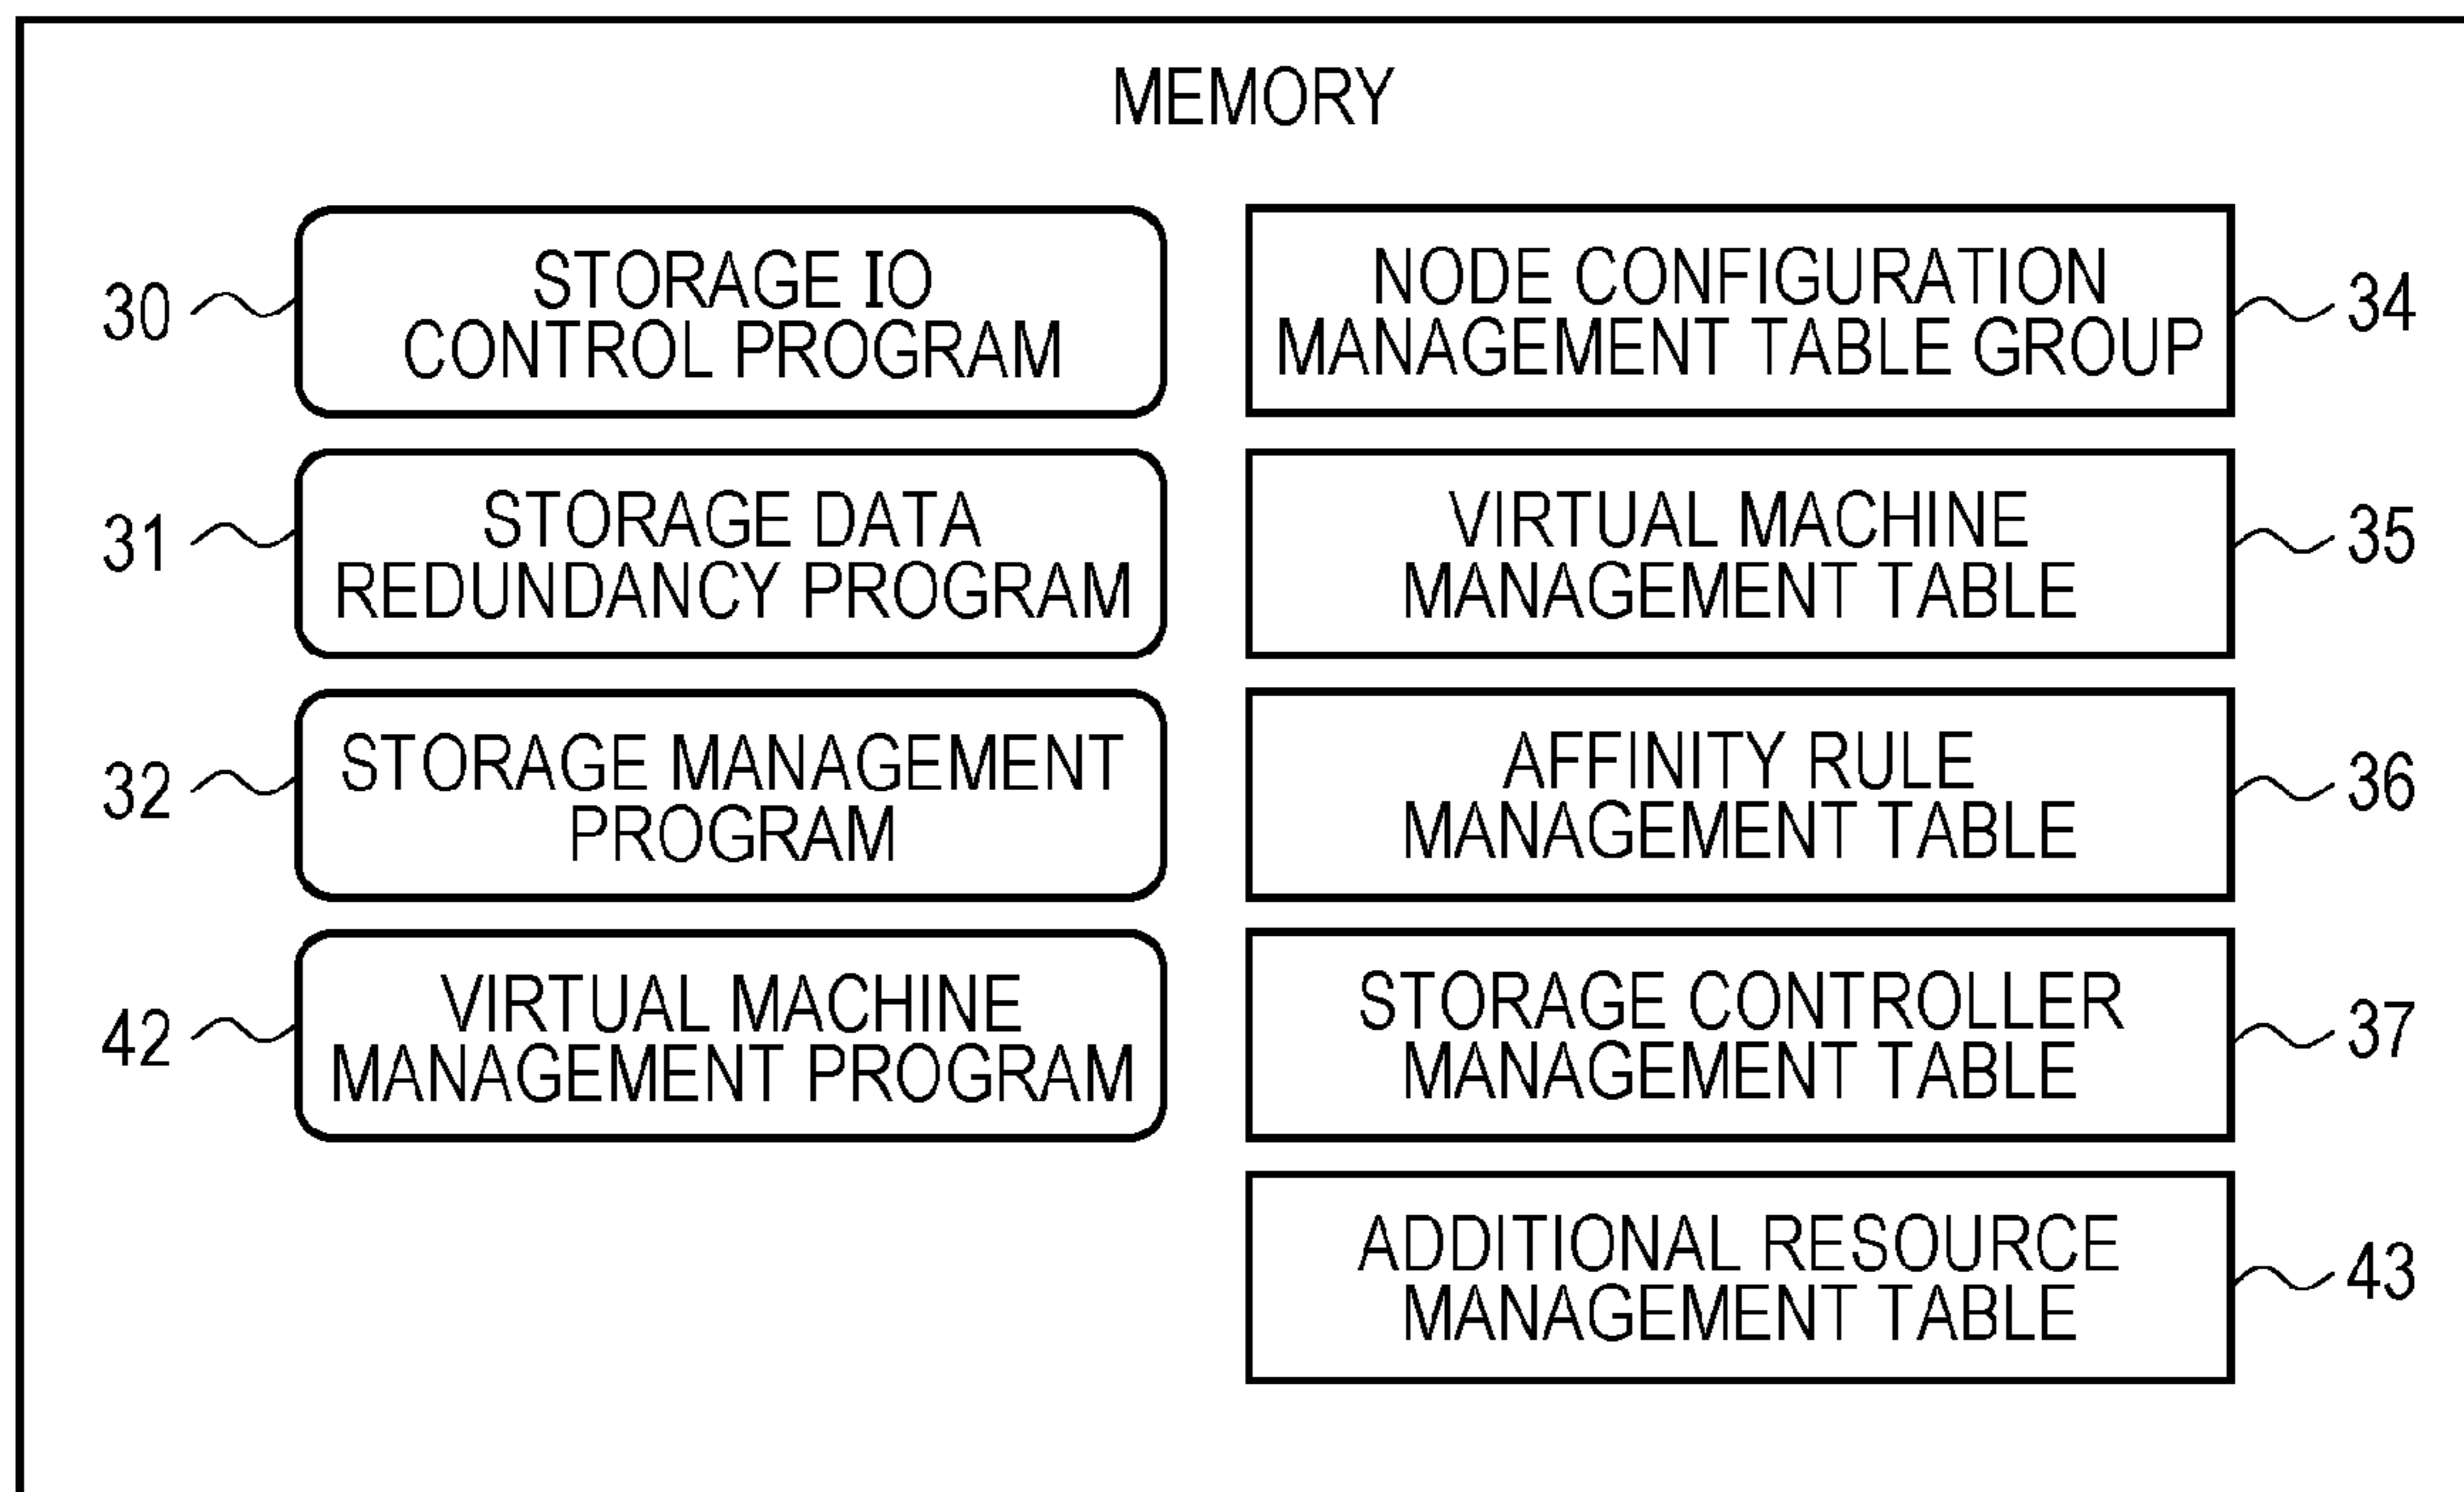 MEMORY
30
STORAGE IO
CONTROL PROGRAM
NODE CONFIGURATION
MANAGEMENT TABLE GROUP
34
31
STORAGE DATA
REDUNDANCY PROGRAM
VIRTUAL MACHINE
MANAGEMENT TABLE
35
32
STORAGE MANAGEMENT
PROGRAM
AFFINITY RULE
MANAGEMENT TABLE
36
42
VIRTUAL MACHINE
MANAGEMENT PROGRAM
STORAGE CONTROLLER
MANAGEMENT TABLE
37
ADDITIONAL RESOURCE
MANAGEMENT TABLE
43